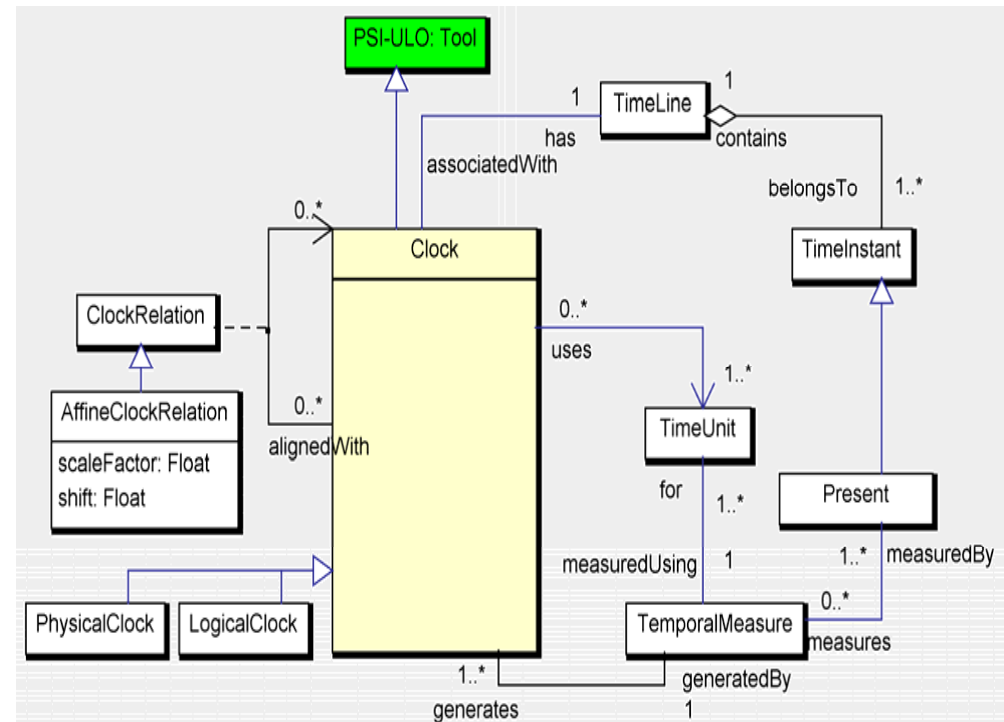 PSI-ULO: Tool
1
TimeLine
1
has
contains
associatedWith
belongsTo
1..*
0..*
Clock
TimeInstant
ClockRelation
0..*
uses
1..*
AffineClockRelation
0..*
alignedWith
TimeUnit
scaleFactor: Float
shift: Float
for
1..*
Present
measuredUsing
1
1..*
measuredBy
0..*
PhysicalClock
LogicalClock
TemporalMeasure
measures
1..*
generatedBy
generates
1